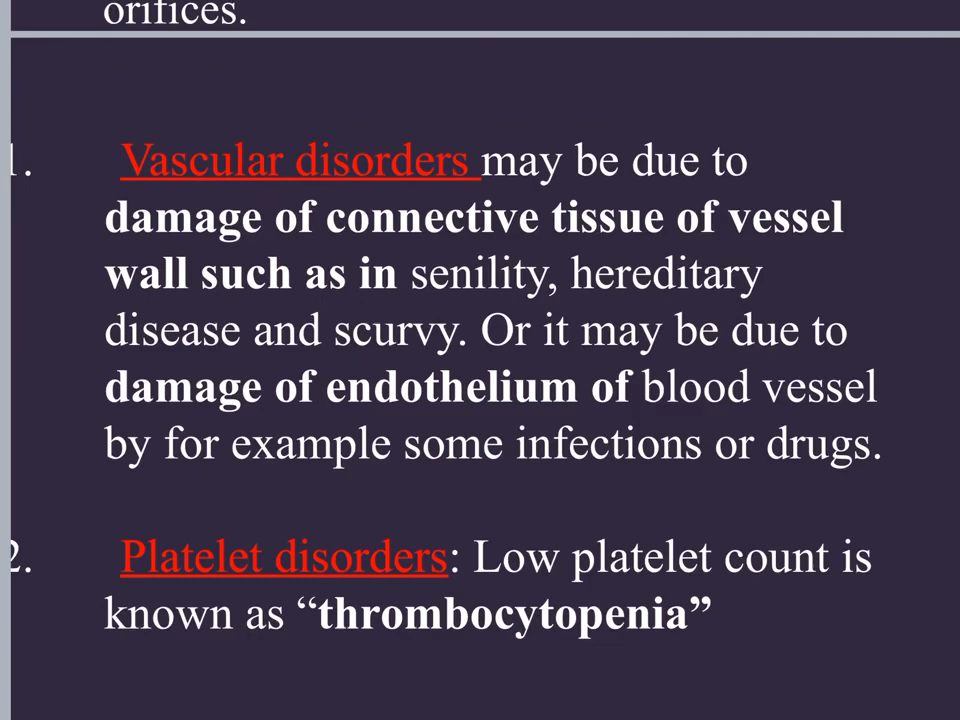 orifices.
1. Vascular disorders may be due to
damage of connective tissue of vessel
wall such as in senility, hereditary
disease and scurvy. Or it may be due to
damage of endothelium of blood vessel
by for example some infections or drugs.
2. Platelet disorders: Low platelet count is
known as “thrombocytopenia”